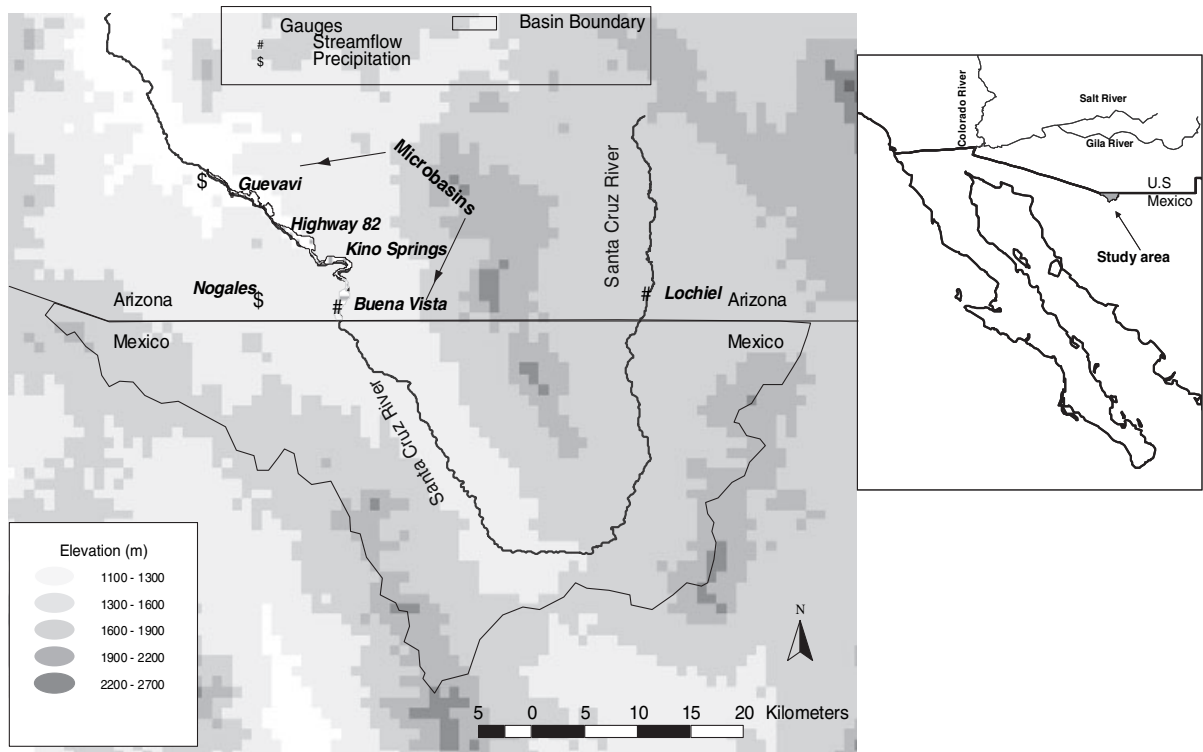 Gauges
# Streamflow
$ Precipitation
Basin Boundary
Microbasins
$
Guevavi
Highway 82
Kino Springs
Nogales
$
Arizona
Mexico
# Buena Vista
Santa Cruz River
Santa Cruz River
# Lochiel
Arizona
Mexico
Elevation (m)
1100 - 1300
1300 - 1600
1600 - 1900
1900 - 2200
2200 - 2700
N
5 0 5 10 15 20 Kilometers
Colorado River
Salt River
Gila River
U.S
Mexico
Study area